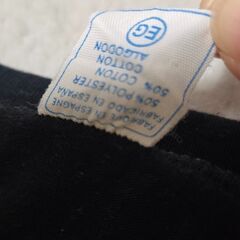 FABRIQUE EN ESPAGNE
FABRICADO EN ESPAÑA
50% POLYESTER
50% COTON
COTTON
ALGODON
EG